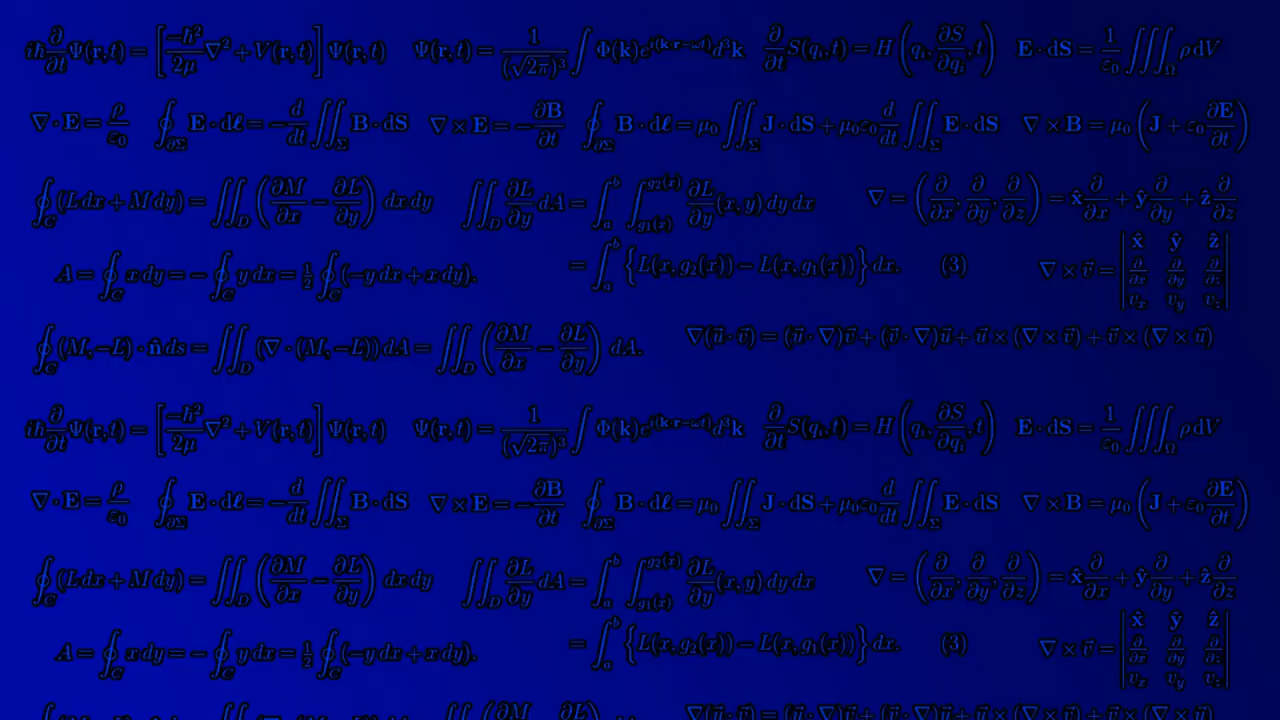 iħ ∂/∂t Ψ(r,t) = [−ħ²/2μ ∇² + V(r,t)] Ψ(r,t)  Ψ(r,t) = 1/(√2π)³ ∫ Φ(k)e^{i(k·r−ωt)} d³k  ∂/∂t S(qᵢ,t) = H(qᵢ, ∂S/∂qᵢ, t)  E · dS = 1/ε₀ ∭_Ω ρ dV
∇ · E = ρ/ε₀  ∮_∂Σ E · dℓ = − d/dt ∬_Σ B · dS  ∇ × E = − ∂B/∂t  ∮_∂Σ B · dℓ = μ₀ ∬_Σ J · dS + μ₀ε₀ d/dt ∬_Σ E · dS  ∇ × B = μ₀ (J + ε₀ ∂E/∂t)
∮_C (L dx + M dy) = ∬_D (∂M/∂x − ∂L/∂y) dx dy  ∬_D ∂L/∂y dA = ∫_a^b ∫_{g₁(x)}^{g₂(x)} ∂L/∂y (x, y) dy dx  ∇ = (∂/∂x, ∂/∂y, ∂/∂z) = x̂ ∂/∂x + ŷ ∂/∂y + ẑ ∂/∂z
A = ∮_C x dy = − ∮_C y dx = ½ ∮_C (−y dx + x dy).  = ∫_a^b {L(x, g₂(x)) − L(x, g₁(x))} dx.  (3)  ∇ × v⃗ = |x̂ ŷ ẑ; ∂/∂x ∂/∂y ∂/∂z; vₓ v_y v_z|
∮_C (M, −L) · n̂ ds = ∬_D (∇ · (M, −L)) dA = ∬_D (∂M/∂x − ∂L/∂y) dA.  ∇(u⃗ · v⃗) = (u⃗ · ∇)v⃗ + (v⃗ · ∇)u⃗ + u⃗ × (∇ × v⃗) + v⃗ × (∇ × u⃗)
iħ ∂/∂t Ψ(r,t) = [−ħ²/2μ ∇² + V(r,t)] Ψ(r,t)  Ψ(r,t) = 1/(√2π)³ ∫ Φ(k)e^{i(k·r−ωt)} d³k  ∂/∂t S(qᵢ,t) = H(qᵢ, ∂S/∂qᵢ, t)  E · dS = 1/ε₀ ∭_Ω ρ dV
∇ · E = ρ/ε₀  ∮_∂Σ E · dℓ = − d/dt ∬_Σ B · dS  ∇ × E = − ∂B/∂t  ∮_∂Σ B · dℓ = μ₀ ∬_Σ J · dS + μ₀ε₀ d/dt ∬_Σ E · dS  ∇ × B = μ₀ (J + ε₀ ∂E/∂t)
∮_C (L dx + M dy) = ∬_D (∂M/∂x − ∂L/∂y) dx dy  ∬_D ∂L/∂y dA = ∫_a^b ∫_{g₁(x)}^{g₂(x)} ∂L/∂y (x, y) dy dx  ∇ = (∂/∂x, ∂/∂y, ∂/∂z) = x̂ ∂/∂x + ŷ ∂/∂y + ẑ ∂/∂z
A = ∮_C x dy = − ∮_C y dx = ½ ∮_C (−y dx + x dy).  = ∫_a^b {L(x, g₂(x)) − L(x, g₁(x))} dx.  (3)  ∇ × v⃗ = |x̂ ŷ ẑ; ∂/∂x ∂/∂y ∂/∂z; vₓ v_y v_z|
∂M ∂L  ∇(u⃗ · v⃗) = (u⃗ · ∇)v⃗ + (v⃗ · ∇)u⃗ + u⃗ × (∇ × v⃗) + v⃗ × (∇ × u⃗)